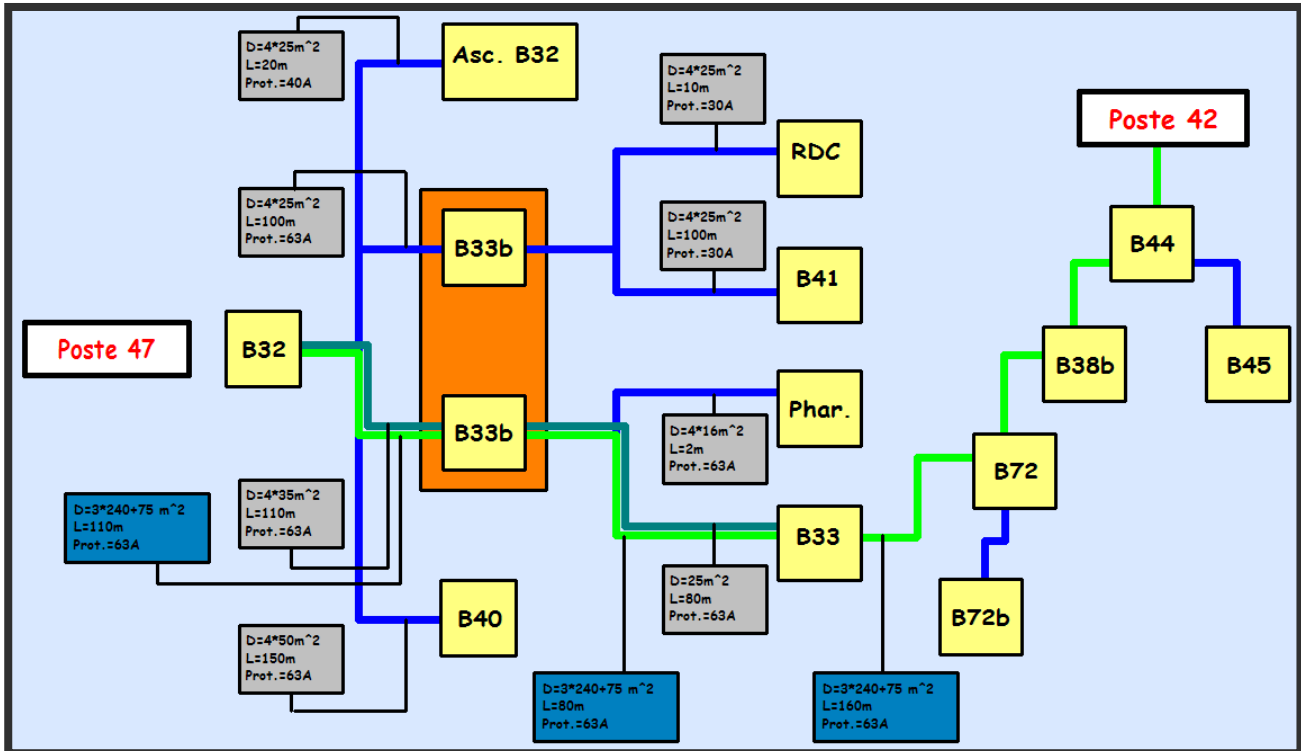 D=4*25m^2
L=20m
Prot.=40A
Asc. B32
D=4*25m^2
L=10m
Prot.=30A
Poste 42
RDC
D=4*25m^2
L=100m
Prot.=63A
B33b
D=4*25m^2
L=100m
Prot.=30A
B41
B44
Poste 47
B32
B38b
B45
Phar.
B33b
D=4*16m^2
L=2m
Prot.=63A
B72
D=3*240+75 m^2
L=110m
Prot.=63A
D=4*35m^2
L=110m
Prot.=63A
B33
D=25m^2
L=80m
Prot.=63A
B40
B72b
D=4*50m^2
L=150m
Prot.=63A
D=3*240+75 m^2
L=80m
Prot.=63A
D=3*240+75 m^2
L=160m
Prot.=63A